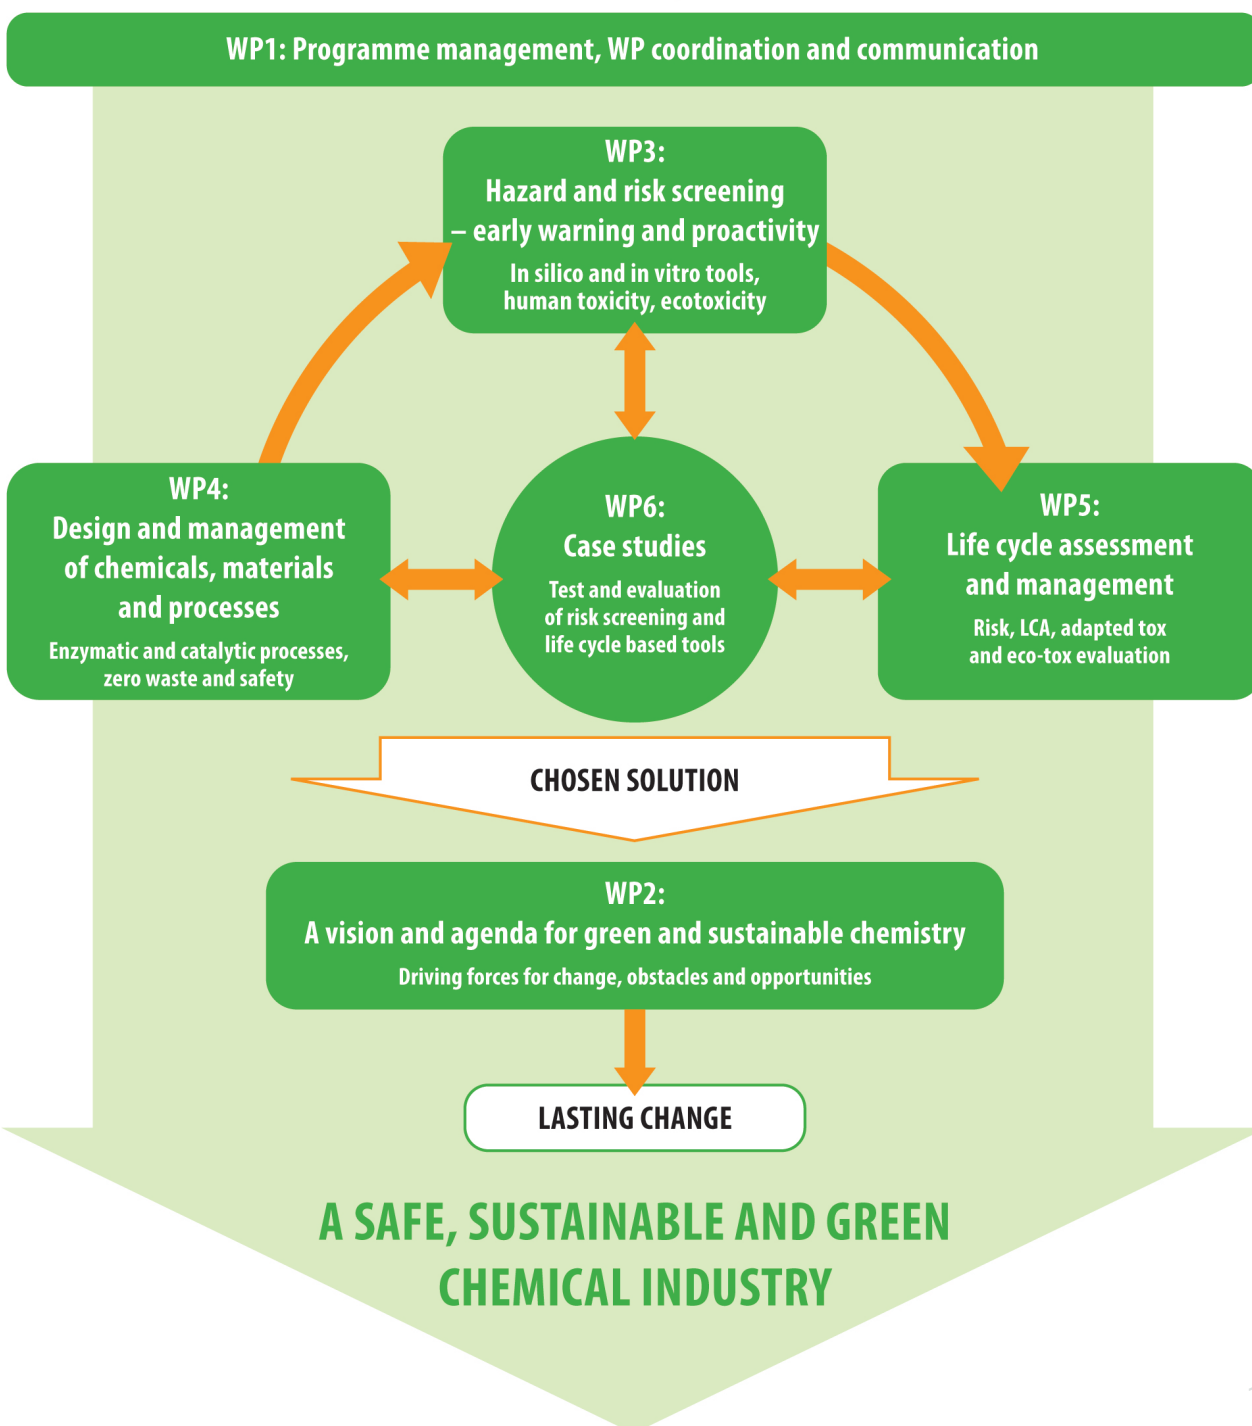 WP1: Programme management, WP coordination and communication
WP3:
Hazard and risk screening
– early warning and proactivity
In silico and in vitro tools,
human toxicity, ecotoxicity
WP4:
Design and management
of chemicals, materials
and processes
Enzymatic and catalytic processes,
zero waste and safety
WP6:
Case studies
Test and evaluation
of risk screening and
life cycle based tools
WP5:
Life cycle assessment
and management
Risk, LCA, adapted tox
and eco-tox evaluation
CHOSEN SOLUTION
WP2:
A vision and agenda for green and sustainable chemistry
Driving forces for change, obstacles and opportunities
LASTING CHANGE
A SAFE, SUSTAINABLE AND GREEN
CHEMICAL INDUSTRY